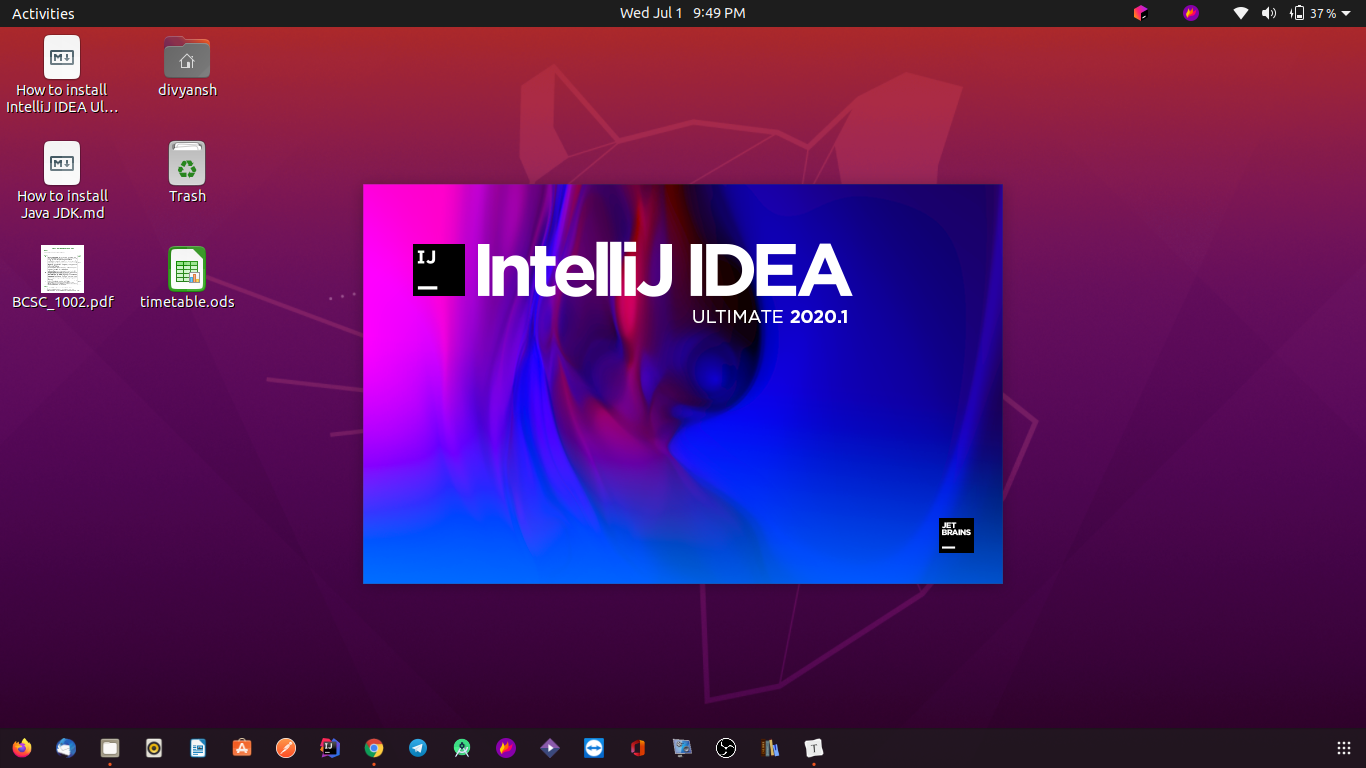 Activities
Wed Jul 1 9:49 PM
37 %
How to install
IntelliJ IDEA Ul...
divyansh
How to install
Java JDK.md
Trash
BCSC_1002.pdf
timetable.ods
IJ
IntelliJ IDEA
ULTIMATE 2020.1
JET
BRAINS